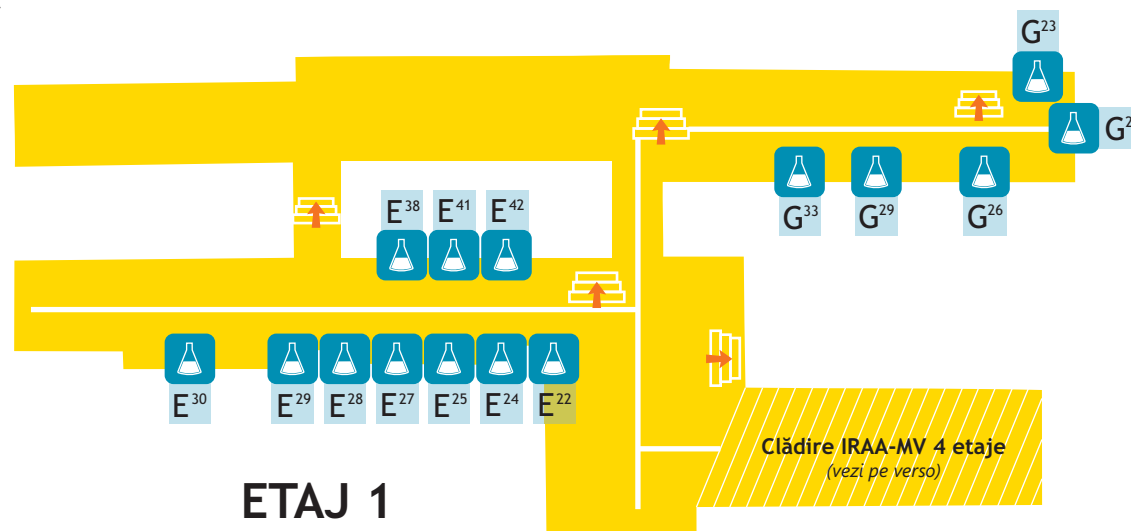 G²³
G²
G³³ G²⁹ G²⁶
E³⁸ E⁴¹ E⁴²
E³⁰ E²⁹ E²⁸ E²⁷ E²⁵ E²⁴ E²²
Clădire IRAA-MV 4 etaje
(vezi pe verso)
ETAJ 1